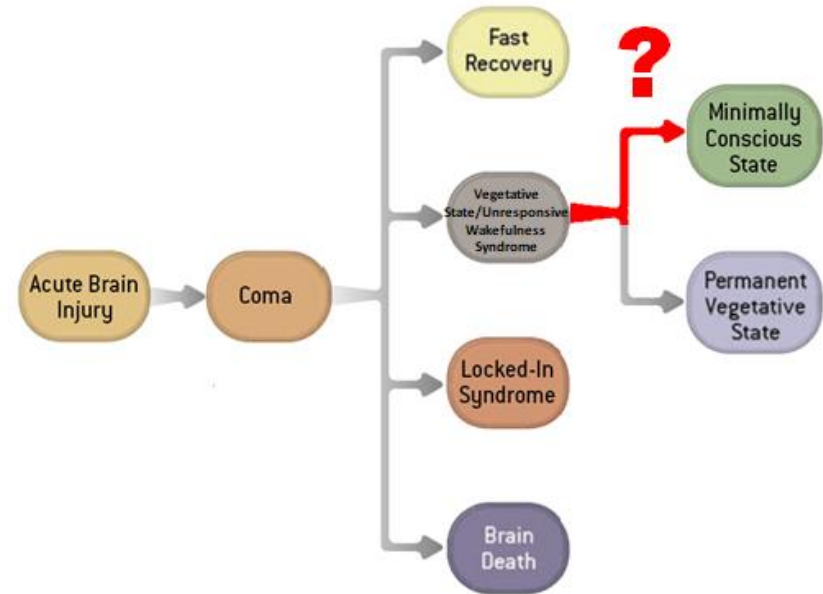 Fast
Recovery
?
Minimally
Conscious
State
Vegetative
State/Unresponsive
Wakefulness
Syndrome
Acute Brain
Injury
Coma
Permanent
Vegetative
State
Locked-In
Syndrome
Brain
Death